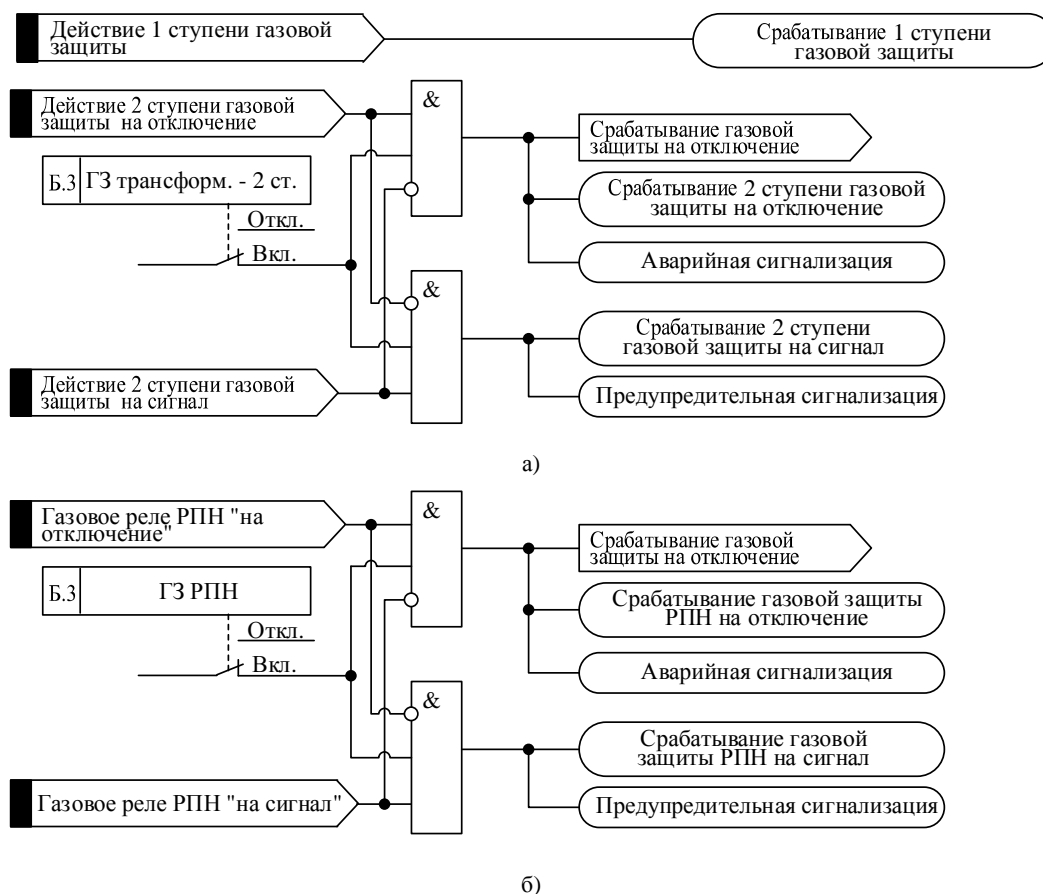 Действие 1 ступени газовой
защиты
Срабатывание 1 ступени
газовой защиты
Действие 2 ступени газовой
защиты на отключение
&
Срабатывание газовой
защиты на отключение
Б.3 ГЗ трансформ. - 2 ст.
Срабатывание 2 ступени газовой
защиты на отключение
Откл.
Вкл.
Аварийная сигнализация
&
Срабатывание 2 ступени
газовой защиты на сигнал
Действие 2 ступени газовой
защиты на сигнал
Предупредительная сигнализация
а)
Газовое реле РПН "на
отключение"
&
Срабатывание газовой
защиты на отключение
Б.3 ГЗ РПН
Срабатывание газовой защиты
РПН на отключение
Откл.
Вкл.
Аварийная сигнализация
&
Срабатывание газовой
защиты РПН на сигнал
Газовое реле РПН "на сигнал"
Предупредительная сигнализация
б)